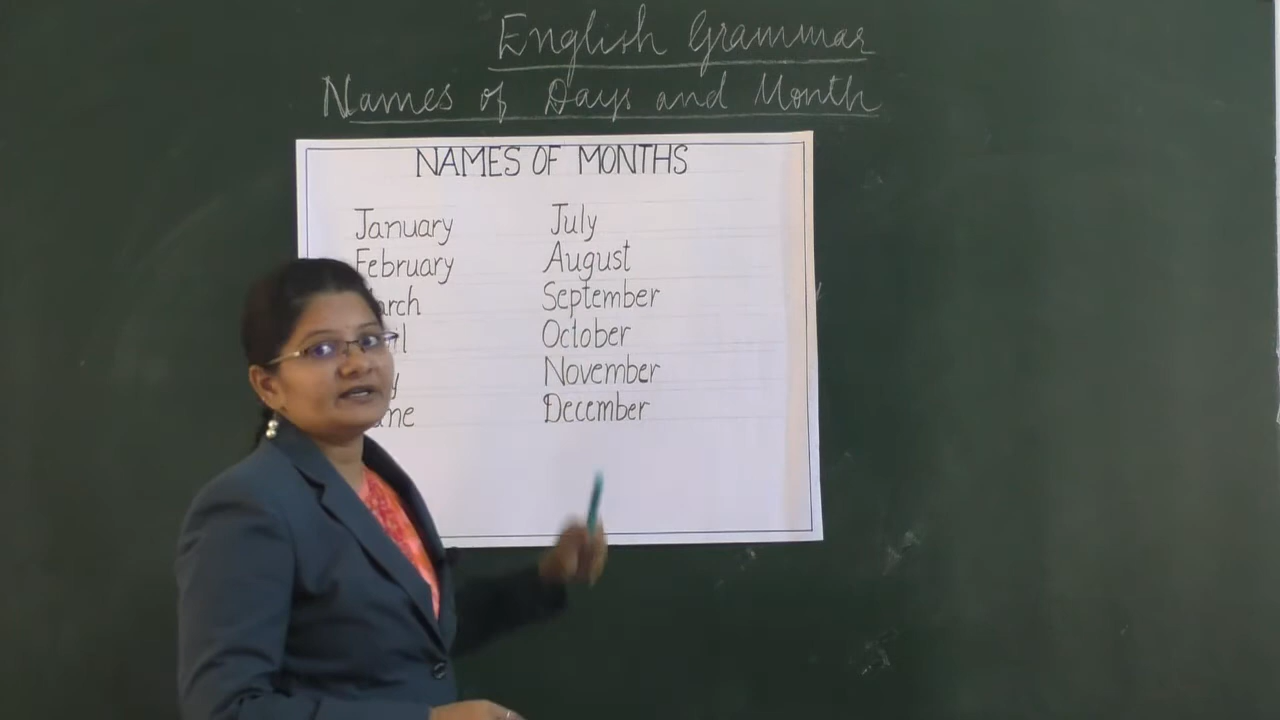 English Grammar
Names of Days and Month
NAMES OF MONTHS
January
February
July
August
September
October
November
December